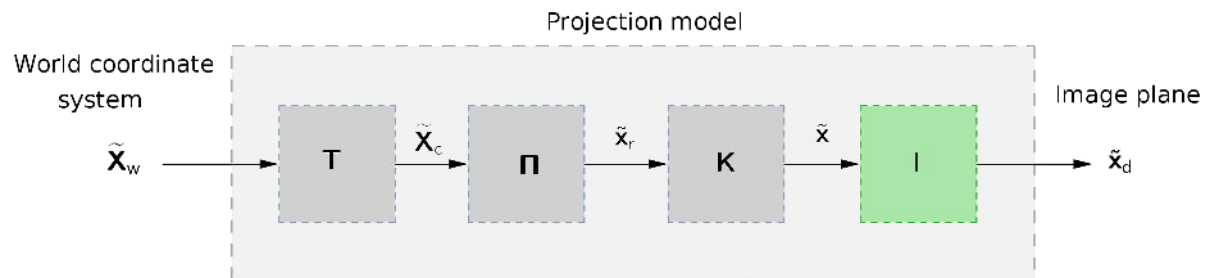 Projection model
World coordinate
system
Image plane
X̃w
T
X̃c
Π
x̃r
K
x̃
I
x̃d